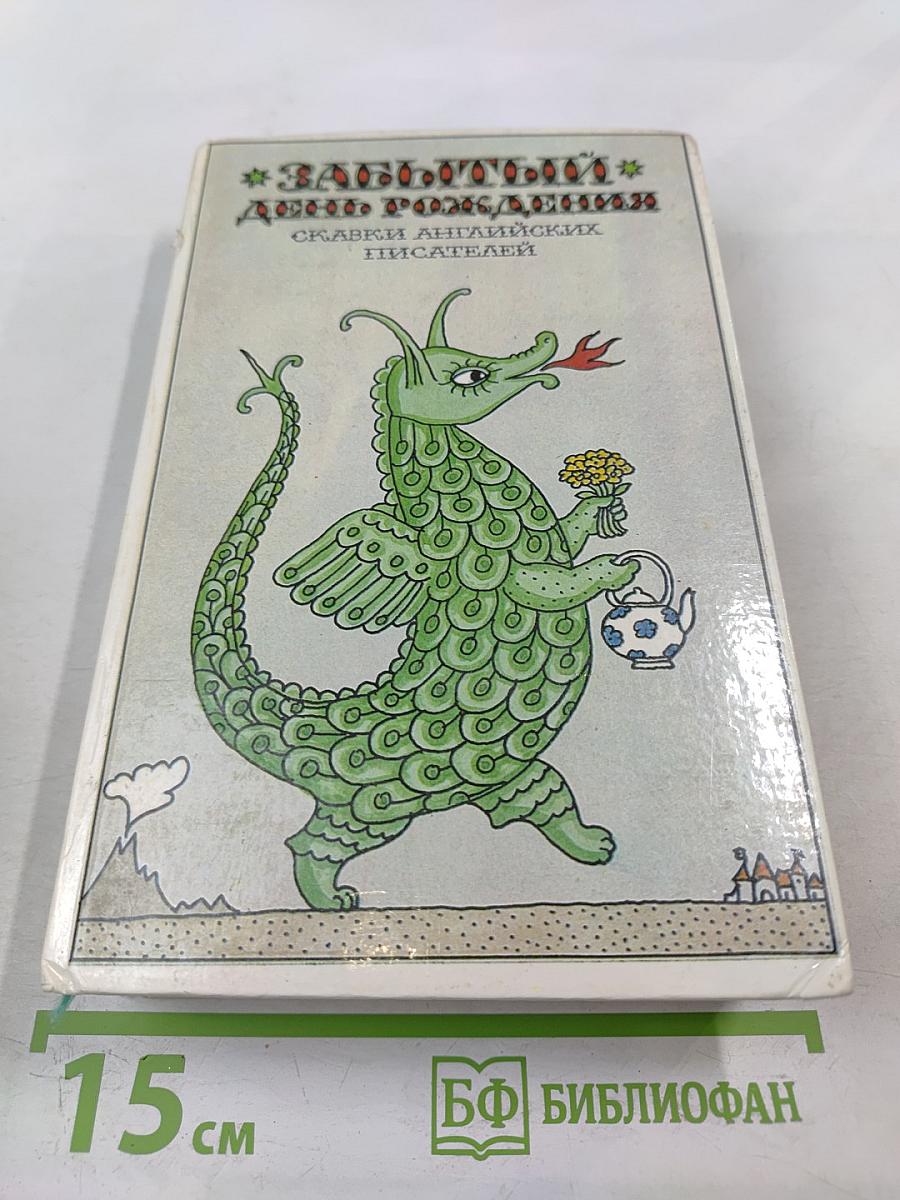 ЗАБЫТЫЙ
ДЕНЬ РОЖДЕНИЯ
СКАЗКИ АНГЛИЙСКИХ
ПИСАТЕЛЕЙ
15 см
БФ БИБЛИОФАН